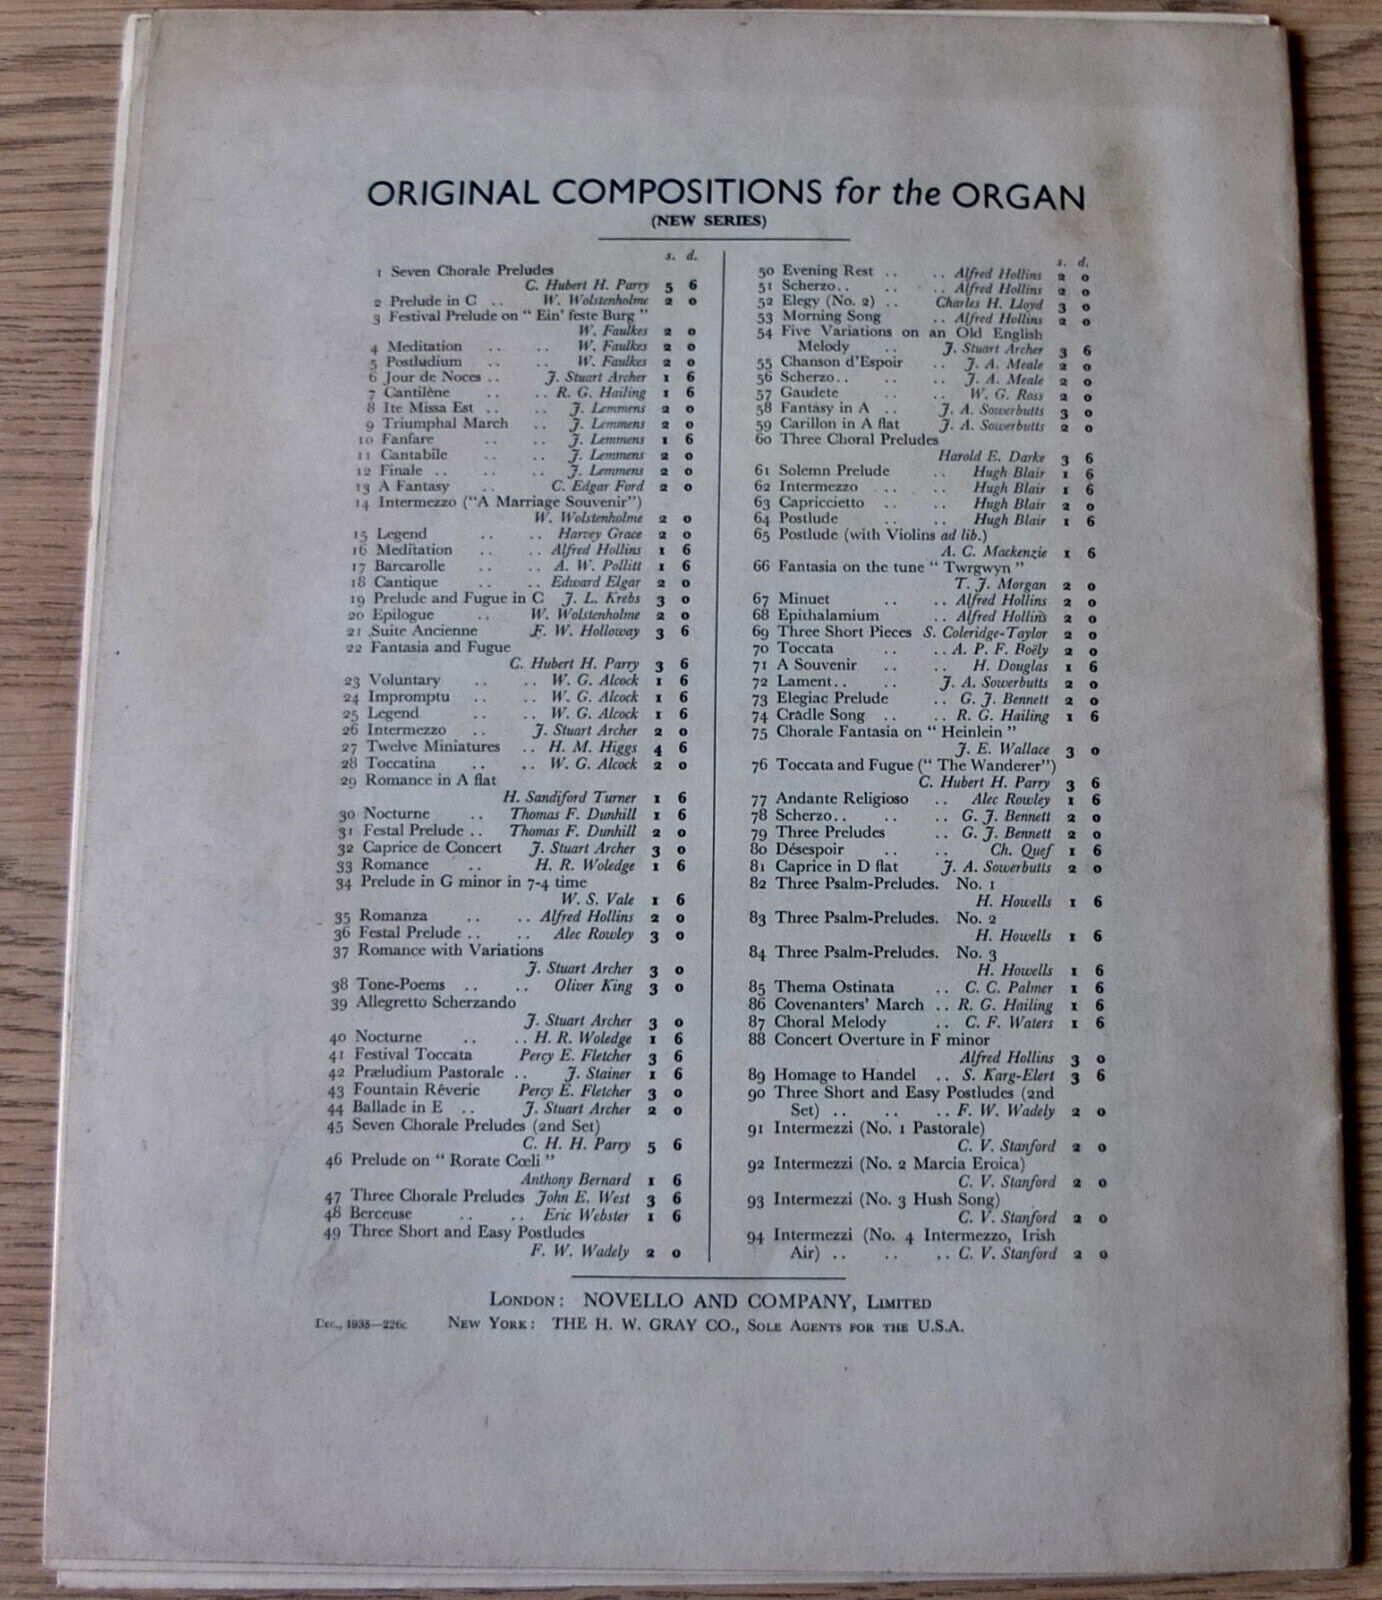 ORIGINAL COMPOSITIONS for the ORGAN
(NEW SERIES)
s. d.
1 Seven Chorale Preludes
C. Hubert H. Parry 5 6
2 Prelude in C .. W. Wolstenholme 2 0
3 Festival Prelude on " Ein' feste Burg "
W. Faulkes 2 0
4 Meditation .. .. W. Faulkes 2 0
5 Postludium .. .. W. Faulkes 2 0
6 Jour de Noces .. J. Stuart Archer 1 6
7 Cantilène .. .. R. G. Hailing 1 6
8 Ite Missa Est .. .. J. Lemmens 2 0
9 Triumphal March .. J. Lemmens 2 0
10 Fanfare .. .. J. Lemmens 1 6
11 Cantabile .. .. J. Lemmens 2 0
12 Finale .. .. .. J. Lemmens 2 0
13 A Fantasy .. C. Edgar Ford 2 0
14 Intermezzo ("A Marriage Souvenir")
W. Wolstenholme 2 0
15 Legend .. .. Harvey Grace 2 0
16 Meditation .. Alfred Hollins 1 6
17 Barcarolle .. A. W. Pollitt 1 6
18 Cantique .. .. Edward Elgar 2 0
19 Prelude and Fugue in C J. L. Krebs 3 0
20 Epilogue .. W. Wolstenholme 2 0
21 Suite Ancienne F. W. Holloway 3 6
22 Fantasia and Fugue
C. Hubert H. Parry 3 6
23 Voluntary .. .. W. G. Alcock 1 6
24 Impromptu .. .. W. G. Alcock 1 6
25 Legend .. .. W. G. Alcock 1 6
26 Intermezzo .. J. Stuart Archer 2 0
27 Twelve Miniatures .. H. M. Higgs 4 6
28 Toccatina .. .. W. G. Alcock 2 0
29 Romance in A flat
H. Sandiford Turner 1 6
30 Nocturne .. Thomas F. Dunhill 1 6
31 Festal Prelude .. Thomas F. Dunhill 2 0
32 Caprice de Concert J. Stuart Archer 3 0
33 Romance .. H. R. Woledge 1 6
34 Prelude in G minor in 7-4 time
W. S. Vale 1 6
35 Romanza .. .. Alfred Hollins 2 0
36 Festal Prelude .. .. Alec Rowley 3 0
37 Romance with Variations
J. Stuart Archer 3 0
38 Tone-Poems .. .. Oliver King 3 0
39 Allegretto Scherzando
J. Stuart Archer 3 0
40 Nocturne .. .. H. R. Woledge 1 6
41 Festival Toccata Percy E. Fletcher 3 6
42 Præludium Pastorale .. J. Stainer 1 6
43 Fountain Rêverie Percy E. Fletcher 3 0
44 Ballade in E .. J. Stuart Archer 2 0
45 Seven Chorale Preludes (2nd Set)
C. H. H. Parry 5 6
46 Prelude on " Rorate Cœli "
Anthony Bernard 1 6
47 Three Chorale Preludes John E. West 3 6
48 Berceuse .. .. Eric Webster 1 6
49 Three Short and Easy Postludes
F. W. Wadely 2 0
s. d.
50 Evening Rest .. .. Alfred Hollins 2 0
51 Scherzo.. .. .. Alfred Hollins 2 0
52 Elegy (No. 2) .. Charles H. Lloyd 3 0
53 Morning Song .. Alfred Hollins 2 0
54 Five Variations on an Old English
Melody .. J. Stuart Archer 3 6
55 Chanson d'Espoir .. J. A. Meale 2 0
56 Scherzo.. .. .. J. A. Meale 2 0
57 Gaudete .. .. W. G. Ross 2 0
58 Fantasy in A .. J. A. Sowerbutts 3 0
59 Carillon in A flat J. A. Sowerbutts 2 0
60 Three Choral Preludes
Harold E. Darke 3 6
61 Solemn Prelude .. Hugh Blair 1 6
62 Intermezzo .. .. Hugh Blair 1 6
63 Capriccietto .. .. Hugh Blair 2 0
64 Postlude .. .. Hugh Blair 1 6
65 Postlude (with Violins ad lib.)
A. C. Mackenzie 1 6
66 Fantasia on the tune " Twrgwyn "
T. J. Morgan 2 0
67 Minuet .. .. Alfred Hollins 2 0
68 Epithalamium .. Alfred Hollins 2 0
69 Three Short Pieces S. Coleridge-Taylor 2 0
70 Toccata .. .. A. P. F. Boëly 2 0
71 A Souvenir .. .. H. Douglas 1 6
72 Lament.. .. J. A. Sowerbutts 2 0
73 Elegiac Prelude .. G. J. Bennett 2 0
74 Cradle Song .. .. R. G. Hailing 1 6
75 Chorale Fantasia on " Heinlein "
J. E. Wallace 3 0
76 Toccata and Fugue (" The Wanderer")
C. Hubert H. Parry 3 6
77 Andante Religioso .. Alec Rowley 1 6
78 Scherzo.. .. .. G. J. Bennett 2 0
79 Three Preludes .. G. J. Bennett 2 0
80 Désespoir .. .. Ch. Quef 1 6
81 Caprice in D flat J. A. Sowerbutts 2 0
82 Three Psalm-Preludes. No. 1
H. Howells 1 6
83 Three Psalm-Preludes. No. 2
H. Howells 1 6
84 Three Psalm-Preludes. No. 3
H. Howells 1 6
85 Thema Ostinata .. C. C. Palmer 1 6
86 Covenanters' March .. R. G. Hailing 1 6
87 Choral Melody .. C. F. Waters 1 6
88 Concert Overture in F minor
Alfred Hollins 3 0
89 Homage to Handel .. S. Karg-Elert 3 6
90 Three Short and Easy Postludes (2nd
Set) .. .. .. F. W. Wadely 2 0
91 Intermezzi (No. 1 Pastorale)
C. V. Stanford 2 0
92 Intermezzi (No. 2 Marcia Eroica)
C. V. Stanford 2 0
93 Intermezzi (No. 3 Hush Song)
C. V. Stanford 2 0
94 Intermezzi (No. 4 Intermezzo, Irish
Air) .. .. .. C. V. Stanford 2 0
LONDON: NOVELLO AND COMPANY, LIMITED
Dec., 1935—226c NEW YORK: THE H. W. GRAY CO., SOLE AGENTS FOR THE U.S.A.